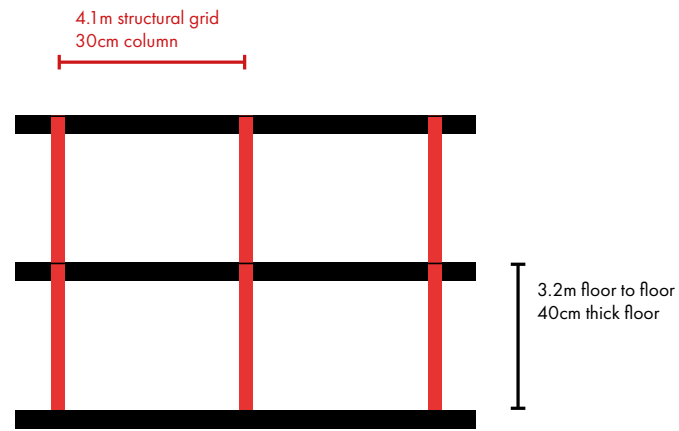 4.1m structural grid
30cm column
3.2m floor to floor
40cm thick floor